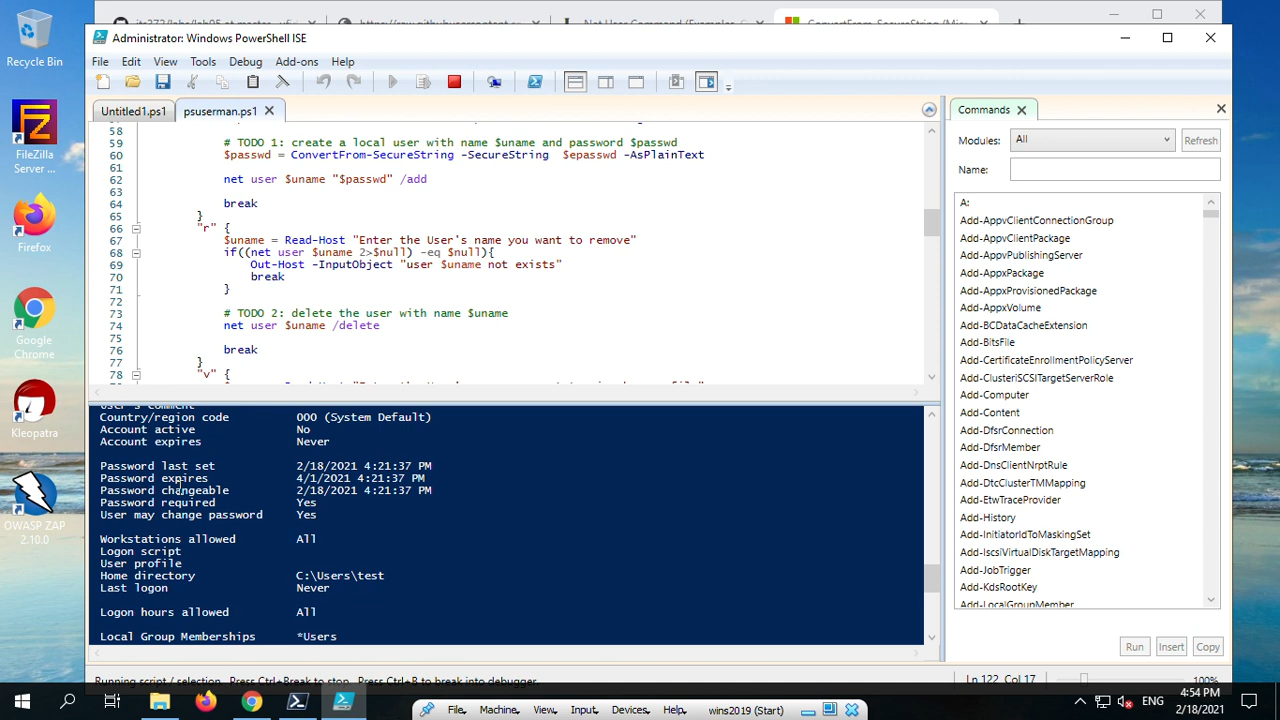 Recycle Bin
FileZilla
Server ...
Firefox
Google
Chrome
Kleopatra
OWASP ZAP
2.10.0
Administrator: Windows PowerShell ISE
File Edit View Tools Debug Add-ons Help
Untitled1.ps1 psuserman.ps1
58
59 # TODO 1: create a local user with name $uname and password $passwd
60 $passwd = ConvertFrom-SecureString -SecureString $epasswd -AsPlainText
61
62 net user $uname "$passwd" /add
63
64 break
65 }
66 "r" {
67 $uname = Read-Host "Enter the User's name you want to remove"
68 if((net user $uname 2>$null) -eq $null){
69 Out-Host -InputObject "user $uname not exists"
70 break
71 }
72
73 # TODO 2: delete the user with name $uname
74 net user $uname /delete
75
76 break
77 }
78 "v" {
User's comment
Country/region code 000 (System Default)
Account active No
Account expires Never
Password last set 2/18/2021 4:21:37 PM
Password expires 4/1/2021 4:21:37 PM
Password changeable 2/18/2021 4:21:37 PM
Password required Yes
User may change password Yes
Workstations allowed All
Logon script
User profile
Home directory C:\Users\test
Last logon Never
Logon hours allowed All
Local Group Memberships *Users
Running script / selection. Press Ctrl+Break to stop. Press Ctrl+B to break into debugger.
Ln 122 Col 17 100%
Commands
Modules: All Refresh
Name:
A:
Add-AppvClientConnectionGroup
Add-AppvClientPackage
Add-AppvPublishingServer
Add-AppxPackage
Add-AppxProvisionedPackage
Add-AppxVolume
Add-BCDataCacheExtension
Add-BitsFile
Add-CertificateEnrollmentPolicyServer
Add-ClusteriSCSITargetServerRole
Add-Computer
Add-Content
Add-DfsrConnection
Add-DfsrMember
Add-DnsClientNrptRule
Add-DtcClusterTMMapping
Add-EtwTraceProvider
Add-History
Add-InitiatorIdToMaskingSet
Add-IscsiVirtualDiskTargetMapping
Add-JobTrigger
Add-KdsRootKey
Add-LocalGroupMember
Run Insert Copy
File Machine View Input Devices Help wins2019 (Start)
ENG
4:54 PM
2/18/2021